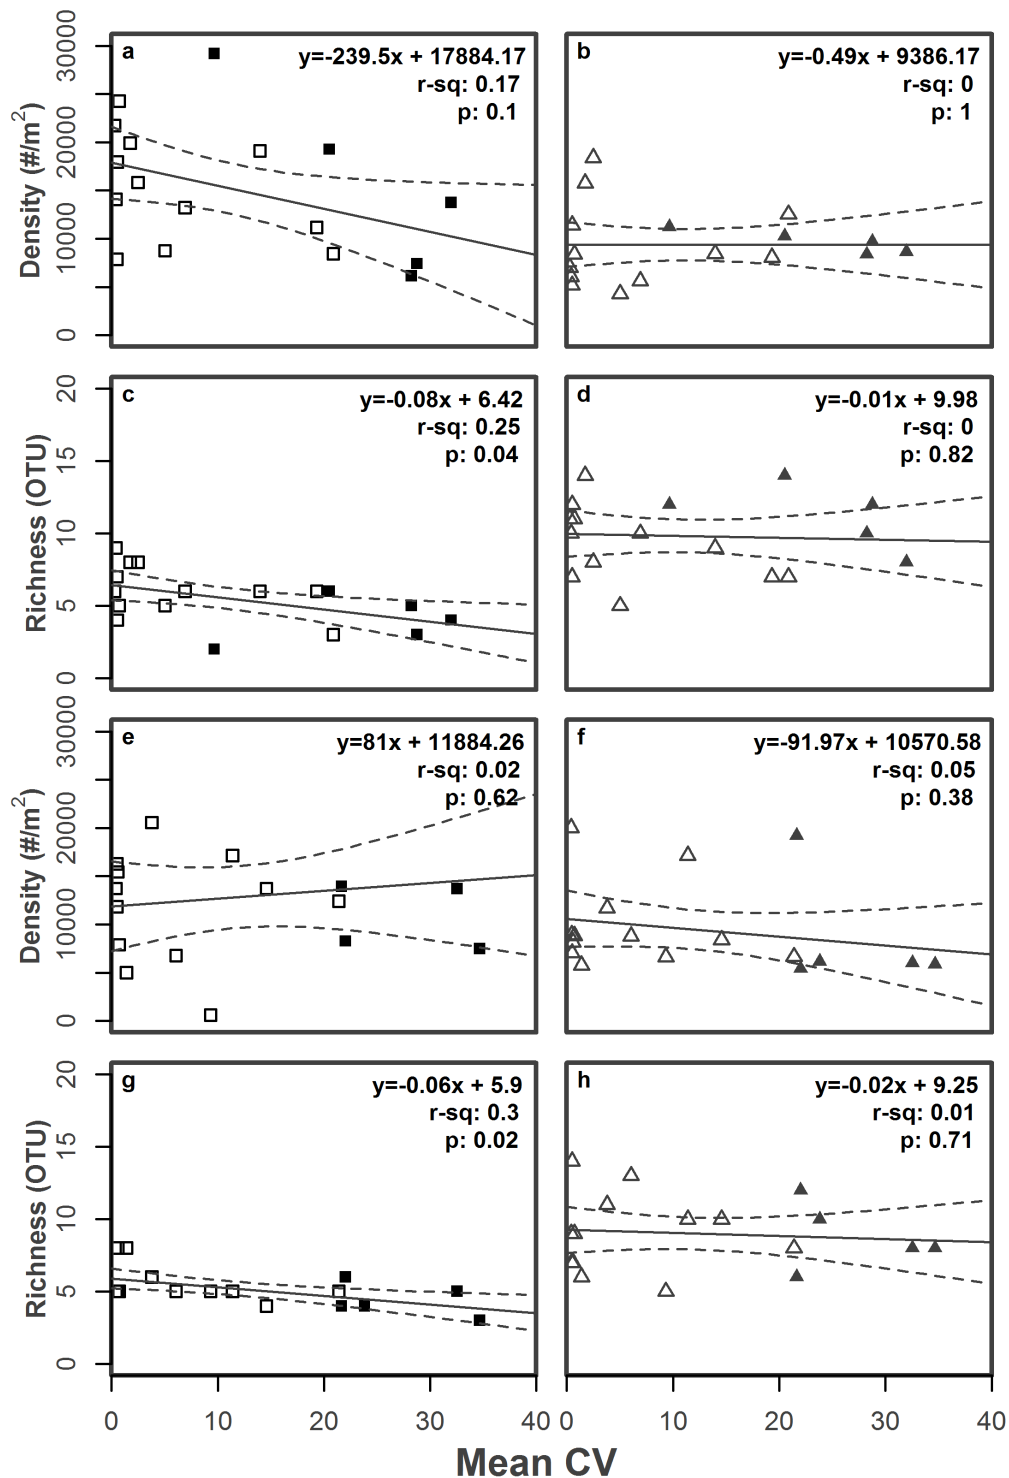 a
y=-239.5x + 17884.17
r-sq: 0.17
p: 0.1
Density (#/m²)
0
10000
20000
30000
b
y=-0.49x + 9386.17
r-sq: 0
p: 1
c
y=-0.08x + 6.42
r-sq: 0.25
p: 0.04
Richness (OTU)
0
5
10
15
20
d
y=-0.01x + 9.98
r-sq: 0
p: 0.82
e
y=81x + 11884.26
r-sq: 0.02
p: 0.62
Density (#/m²)
0
10000
20000
30000
f
y=-91.97x + 10570.58
r-sq: 0.05
p: 0.38
g
y=-0.06x + 5.9
r-sq: 0.3
p: 0.02
Richness (OTU)
0
5
10
15
20
h
y=-0.02x + 9.25
r-sq: 0.01
p: 0.71
0 10 20 30 40
0 10 20 30 40
Mean CV